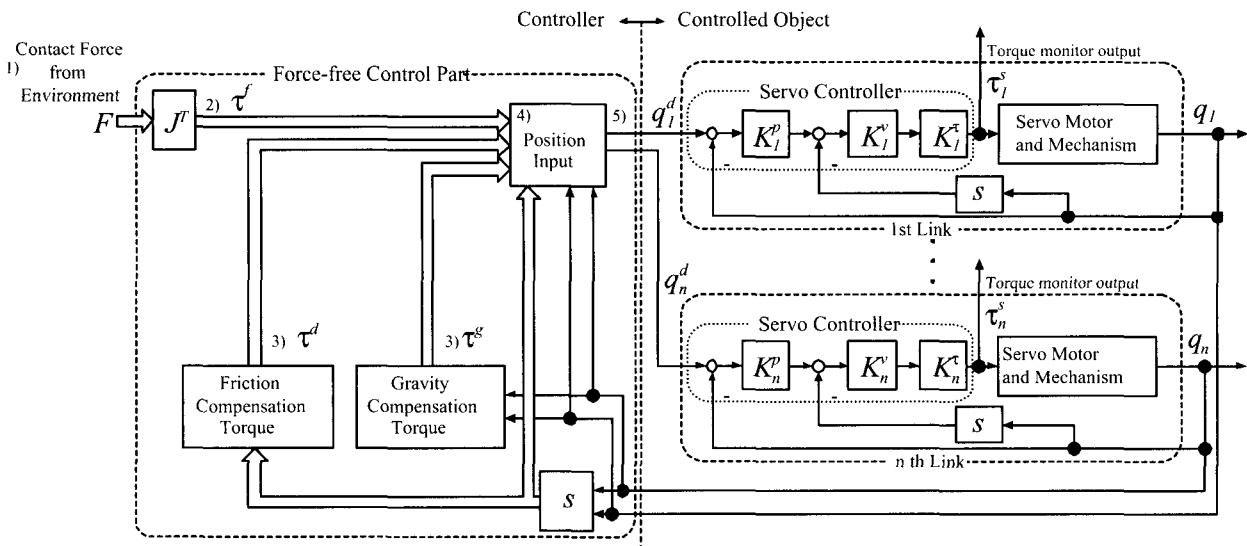 Controller
Controlled Object
Contact Force
1) from
Environment
F
J^T
2) τ^f
Force-free Control Part
4)
Position
Input
5)
q_1^d
q_n^d
3) τ^d
3) τ^g
Friction
Compensation
Torque
Gravity
Compensation
Torque
s
Torque monitor output
τ_1^s
Servo Controller
K_1^p
K_1^v
K_1^τ
Servo Motor
and Mechanism
q_1
-
-
s
1st Link
Torque monitor output
τ_n^s
Servo Controller
K_n^p
K_n^v
K_n^τ
Servo Motor
and Mechanism
q_n
-
-
s
n th Link